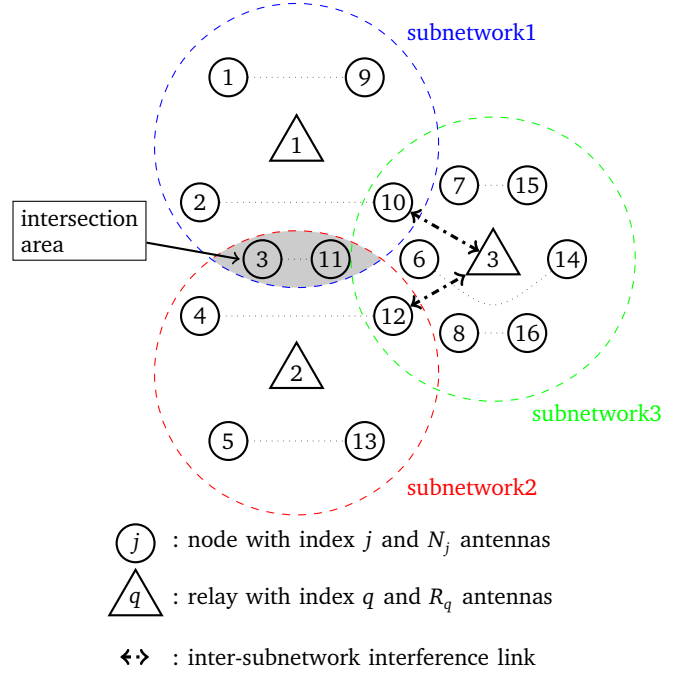 subnetwork1
1
9
1
2
10
7
15
intersection
area
3
11
6
3
14
4
12
8
16
2
subnetwork3
5
13
subnetwork2
j : node with index j and N_j antennas
q : relay with index q and R_q antennas
: inter-subnetwork interference link